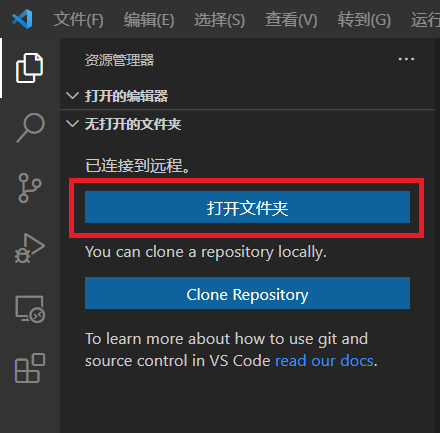 文件(F) 编辑(E) 选择(S) 查看(V) 转到(G) 运行
资源管理器
打开的编辑器
无打开的文件夹
已连接到远程。
打开文件夹
You can clone a repository locally.
Clone Repository
To learn more about how to use git and
source control in VS Code read our docs.